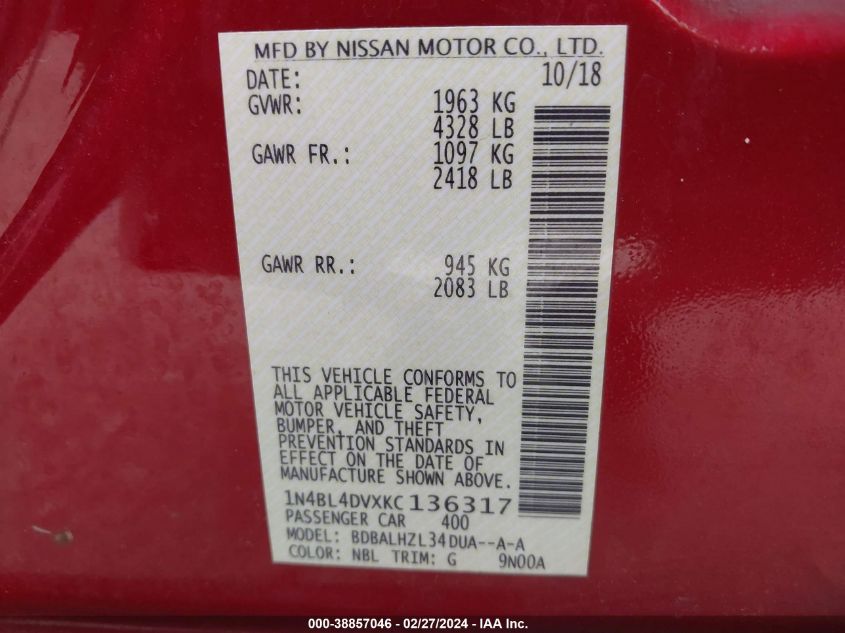 MFD BY NISSAN MOTOR CO., LTD.
DATE: 10/18
GVWR: 1963 KG
4328 LB
GAWR FR.: 1097 KG
2418 LB
GAWR RR.: 945 KG
2083 LB
THIS VEHICLE CONFORMS TO
ALL APPLICABLE FEDERAL
MOTOR VEHICLE SAFETY,
BUMPER, AND THEFT
PREVENTION STANDARDS IN
EFFECT ON THE DATE OF
MANUFACTURE SHOWN ABOVE.
1N4BL4DVXKC136317
PASSENGER CAR 400
MODEL: BDBALHZL34DUA--A-A
COLOR: NBL TRIM: G 9N00A
000-38857046 - 02/27/2024 - IAA Inc.